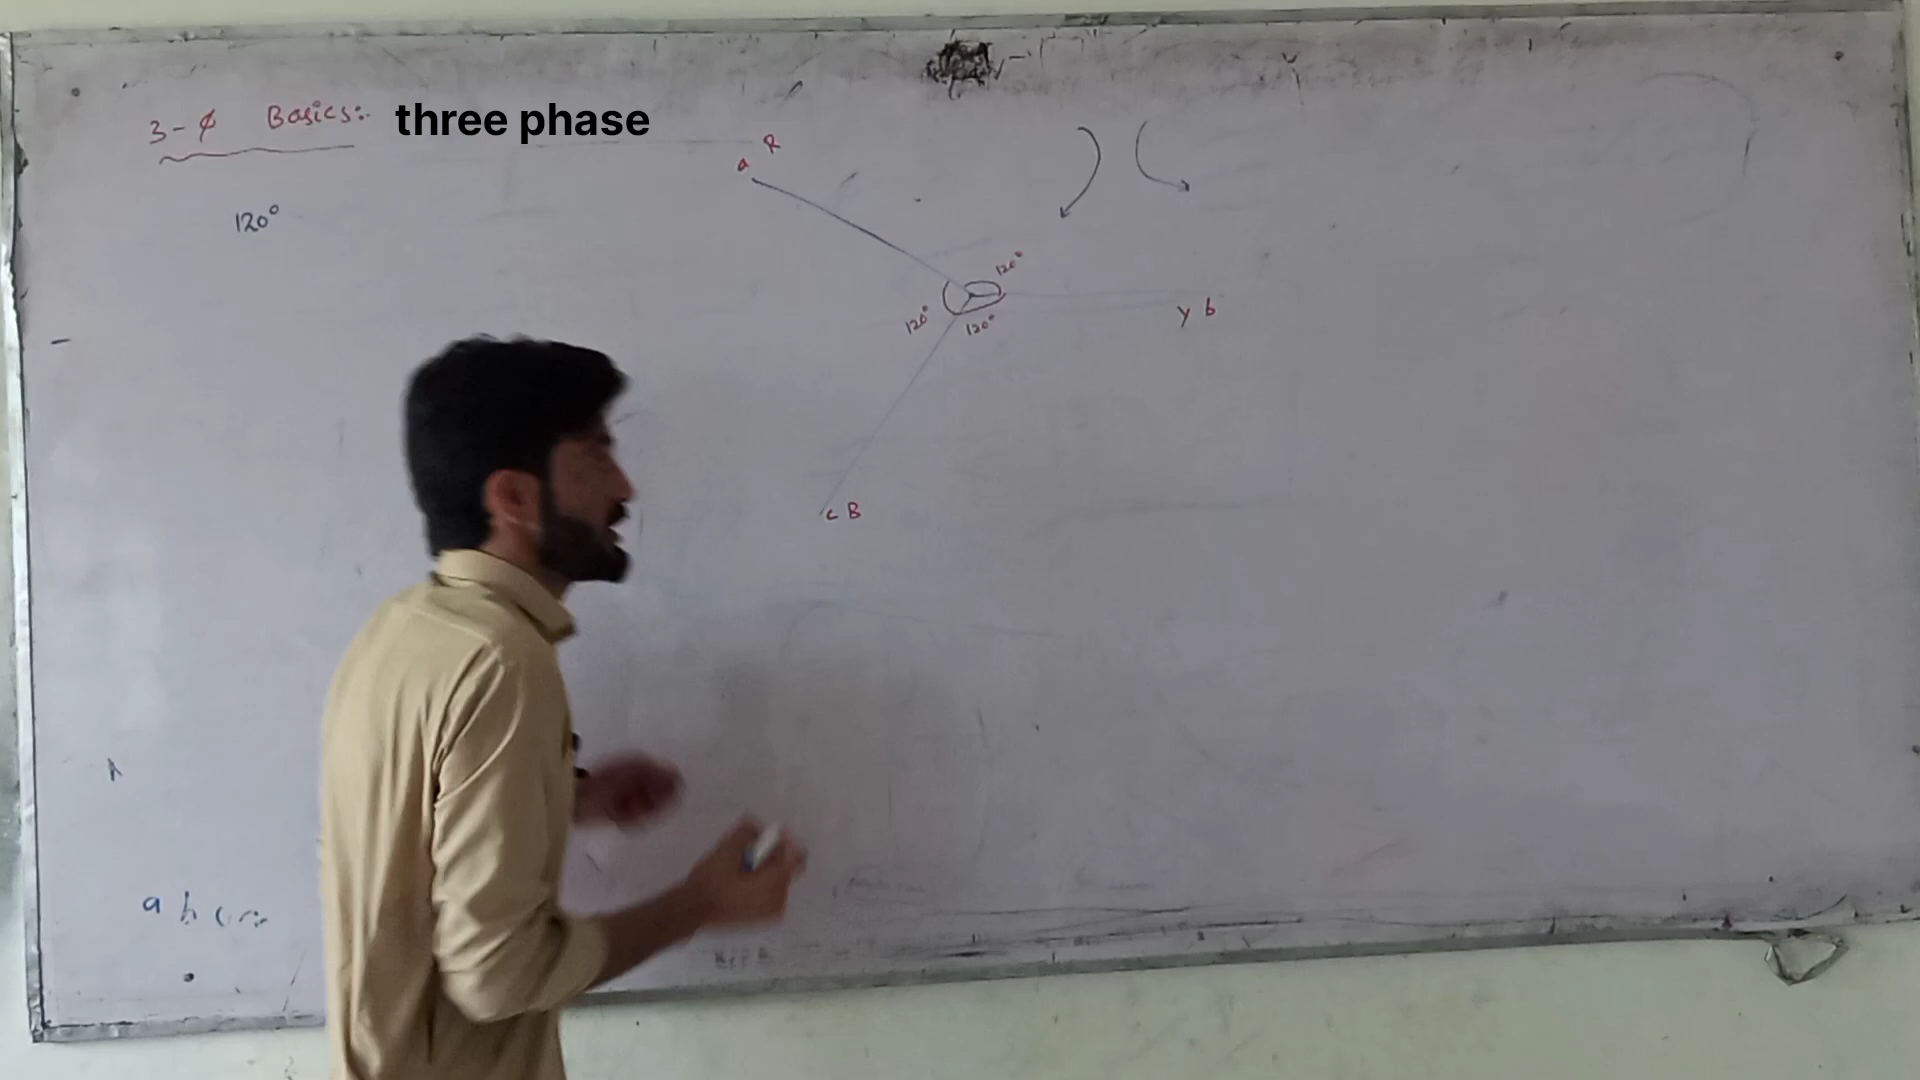 3-ϕ Basics:- three phase
a R
120°
120°
y b
120°
120°
c B
a b c